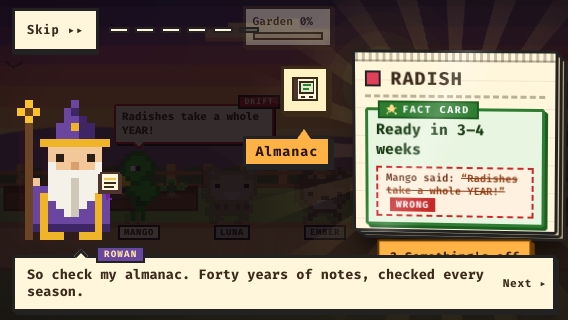 Skip ▸▸
Garden 0%
RADISH
FACT CARD
Ready in 3–4
weeks
Mango said: “Radishes
take a whole YEAR!”
WRONG
DRIFT
Radishes take a whole
YEAR!
Almanac
MANGO
LUNA
EMBER
? Something's off
ROWAN
So check my almanac. Forty years of notes, checked every
season.
Next ▸